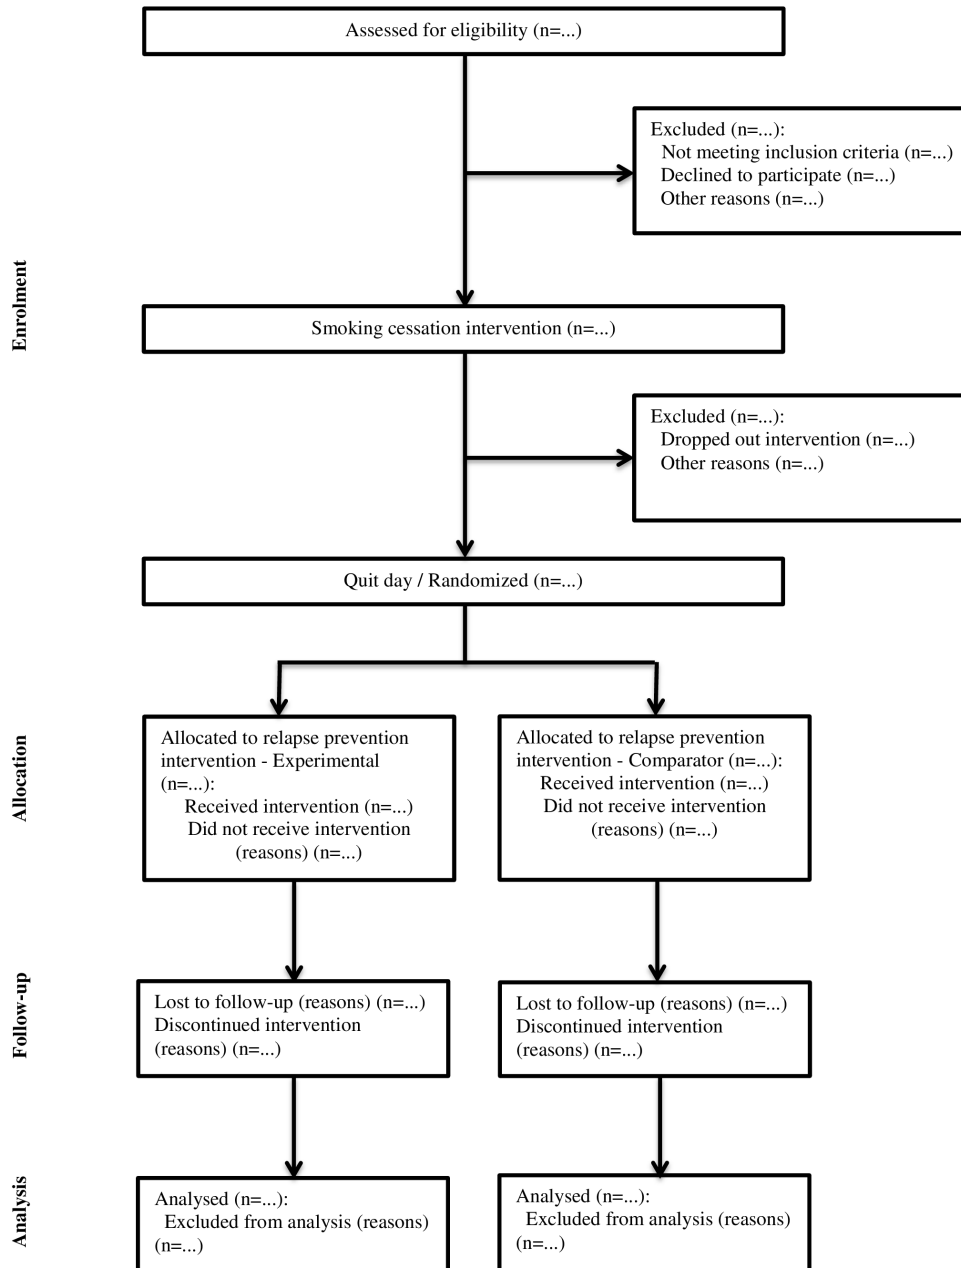 Assessed for eligibility (n=...)
Excluded (n=...):
Not meeting inclusion criteria (n=...)
Declined to participate (n=...)
Other reasons (n=...)
Enrolment
Smoking cessation intervention (n=...)
Excluded (n=...):
Dropped out intervention (n=...)
Other reasons (n=...)
Quit day / Randomized (n=...)
Allocation
Allocated to relapse prevention
intervention - Experimental
(n=...):
Received intervention (n=...)
Did not receive intervention
(reasons) (n=...)
Allocated to relapse prevention
intervention - Comparator (n=...):
Received intervention (n=...)
Did not receive intervention
(reasons) (n=...)
Follow-up
Lost to follow-up (reasons) (n=...)
Discontinued intervention
(reasons) (n=...)
Lost to follow-up (reasons) (n=...)
Discontinued intervention
(reasons) (n=...)
Analysis
Analysed (n=...):
Excluded from analysis (reasons)
(n=...)
Analysed (n=...):
Excluded from analysis (reasons)
(n=...)